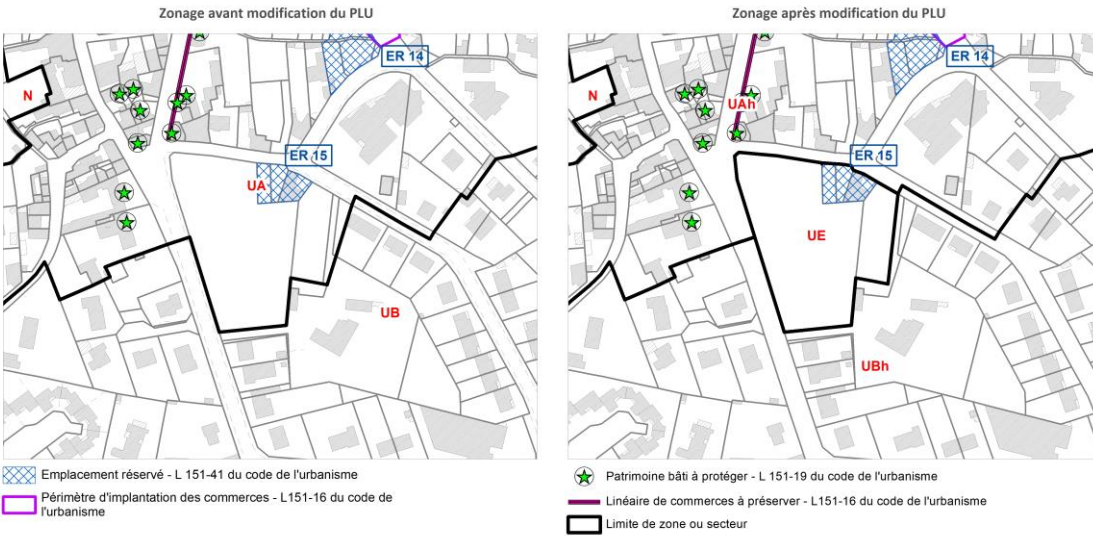 Zonage avant modification du PLU
Zonage après modification du PLU
N
ER 14
ER 15
UA
UB
N
ER 14
UAh
ER 15
UE
UBh
Emplacement réservé - L 151-41 du code de l'urbanisme
Périmètre d'implantation des commerces - L151-16 du code de
l'urbanisme
Patrimoine bâti à protéger - L 151-19 du code de l'urbanisme
Linéaire de commerces à préserver - L151-16 du code de l'urbanisme
Limite de zone ou secteur